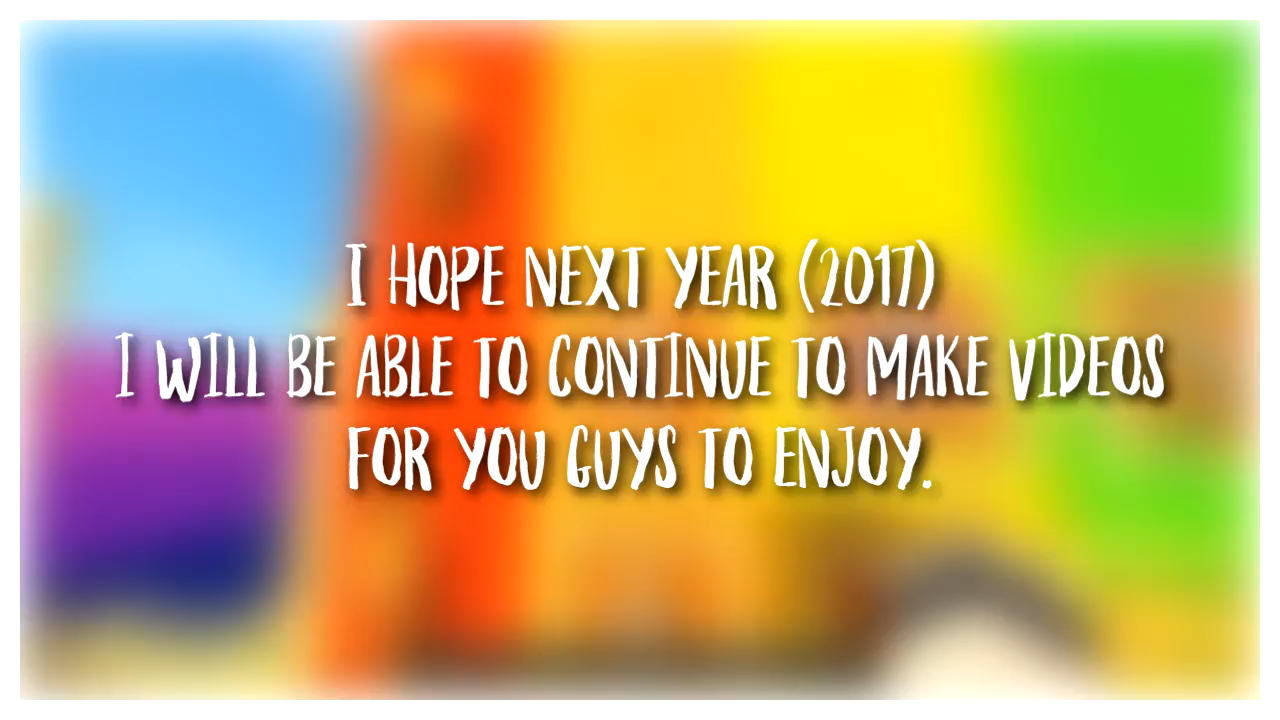 I HOPE NEXT YEAR (2017)
I WILL BE ABLE TO CONTINUE TO MAKE VIDEOS
FOR YOU GUYS TO ENJOY.